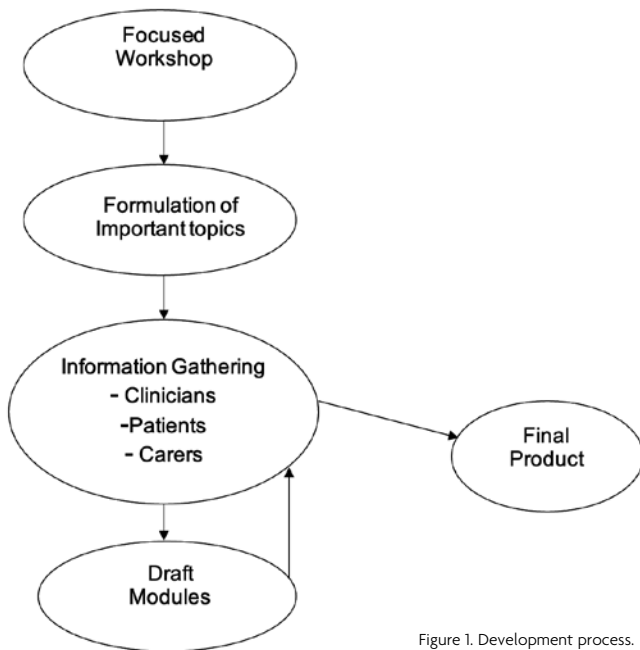 Focused
Workshop
Formulation of
Important topics
Information Gathering
- Clinicians
-Patients
- Carers
Final
Product
Draft
Modules
Figure 1. Development process.